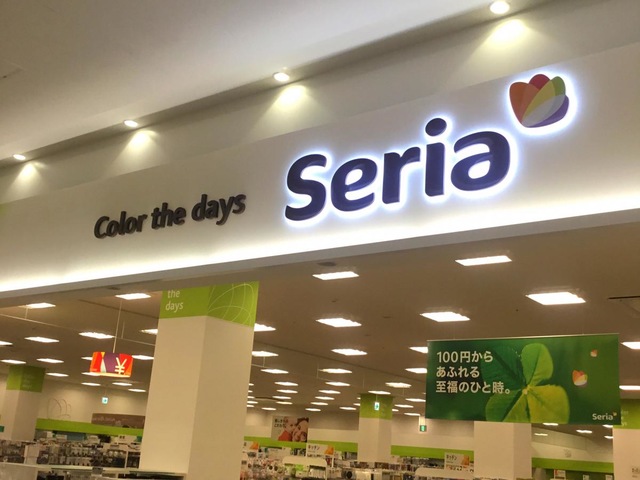 Color the days
Seria
the
days
¥
100円から
あふれる
至福のひと時。
Seria